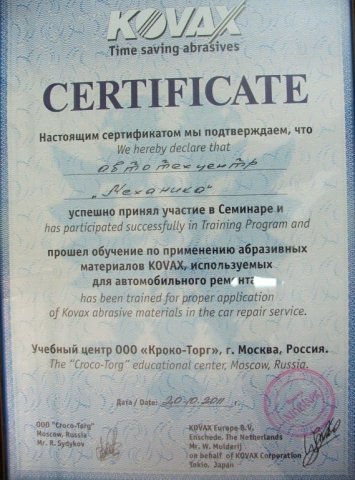 KOVAX
Time saving abrasives
CERTIFICATE
Настоящим сертификатом мы подтверждаем, что
We hereby declare that
автотехцентр
„Механика“
успешно принял участие в Семинаре и
has participated successfully in Training Program and
прошел обучение по применению абразивных
материалов KOVAX, используемых
для автомобильного ремонта
has been trained for proper application
of Kovax abrasive materials in the car repair service.
Учебный центр ООО «Кроко-Торг», г. Москва, Россия.
The "Croco-Torg" educational center, Moscow, Russia.
Дата / Date: 20.10.2011
ООО "Croco-Torg"
Moscow, Russia
Mr. R. Sydykov
KOVAX Europe B.V.
Enschede. The Netherlands
Mr. W. Mulderij
on behalf of KOVAX Corporation
Tokio, Japan